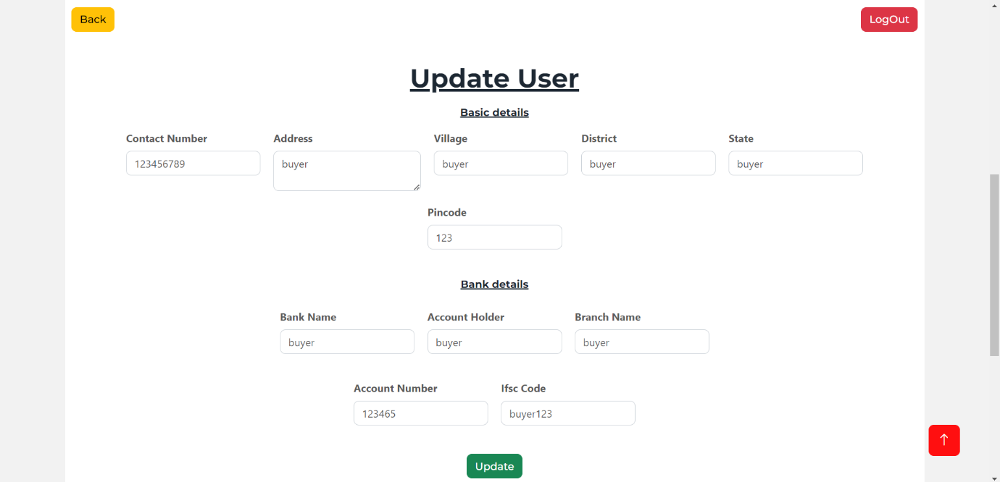 Back
LogOut
Update User
Basic details
Contact Number Address Village District State
123456789 buyer buyer buyer buyer
Pincode
123
Bank details
Bank Name Account Holder Branch Name
buyer buyer buyer
Account Number Ifsc Code
123465 buyer123
Update